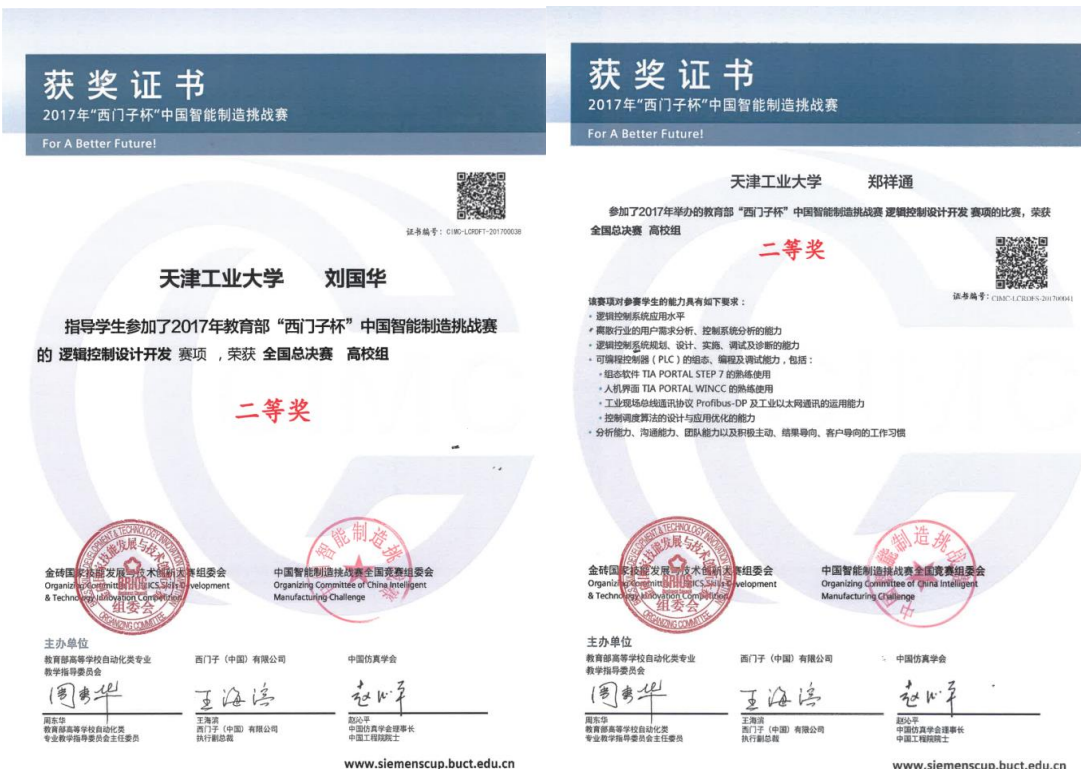 获奖证书
2017年“西门子杯”中国智能制造挑战赛
For A Better Future!
证书编号：CIMC-LCRDFT-201700038
天津工业大学 刘国华
指导学生参加了2017年教育部“西门子杯”中国智能制造挑战赛
的 逻辑控制设计开发 赛项 ，荣获 全国总决赛 高校组
二等奖
金砖国家技能发展与技术创新大赛组委会
Organizing Committee of BRICS Skills Development
& Technology Innovation Competition
组委会
中国智能制造挑战赛全国竞赛组委会
Organizing Committee of China Intelligent
Manufacturing Challenge
主办单位
教育部高等学校自动化类专业
教学指导委员会
西门子（中国）有限公司
中国仿真学会
周东华
教育部高等学校自动化类
专业教学指导委员会主任委员
王海滨
西门子（中国）有限公司
执行副总裁
赵沁平
中国仿真学会理事长
中国工程院院士
www.siemenscup.buct.edu.cn
获奖证书
2017年“西门子杯”中国智能制造挑战赛
For A Better Future!
天津工业大学 郑祥通
参加了2017年举办的教育部“西门子杯”中国智能制造挑战赛 逻辑控制设计开发 赛项的比赛，荣获
全国总决赛 高校组
二等奖
证书编号：CIMC-LCRDFS-201700041
该赛项对参赛学生的能力具有如下要求：
◦ 逻辑控制系统应用水平
◦ 离散行业的用户需求分析、控制系统分析的能力
◦ 逻辑控制系统规划、设计、实施、调试及诊断的能力
◦ 可编程控制器（PLC）的组态、编程及调试能力，包括：
◦ 组态软件 TIA PORTAL STEP 7 的熟练使用
◦ 人机界面 TIA PORTAL WINCC 的熟练使用
◦ 工业现场总线通讯协议 Profibus-DP 及工业以太网通讯的运用能力
◦ 控制调度算法的设计与应用优化的能力
◦ 分析能力、沟通能力、团队能力以及积极主动、结果导向、客户导向的工作习惯
金砖国家技能发展与技术创新大赛组委会
Organizing Committee of BRICS Skills Development
& Technology Innovation Competition
组委会
中国智能制造挑战赛全国竞赛组委会
Organizing Committee of China Intelligent
Manufacturing Challenge
主办单位
教育部高等学校自动化类专业
教学指导委员会
西门子（中国）有限公司
中国仿真学会
周东华
教育部高等学校自动化类
专业教学指导委员会主任委员
王海滨
西门子（中国）有限公司
执行副总裁
赵沁平
中国仿真学会理事长
中国工程院院士
www.siemenscup.buct.edu.cn